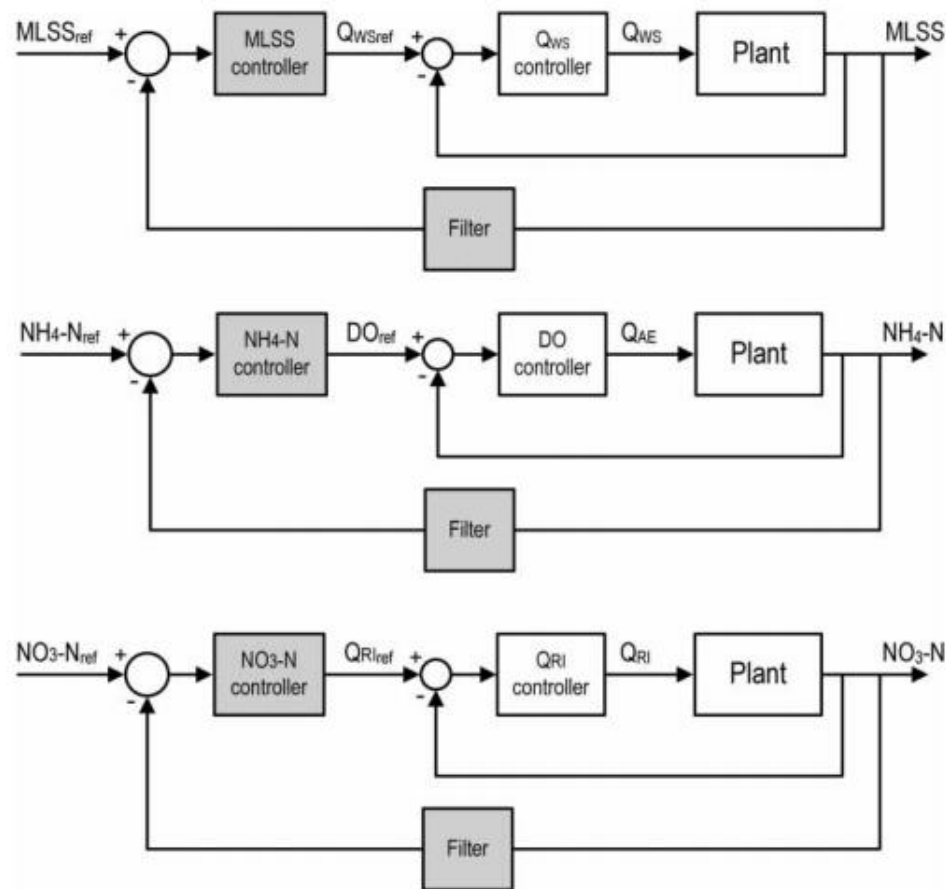 MLSSref + - MLSS controller QWSref + - QWS controller QWS Plant MLSS
Filter
NH4-Nref + - NH4-N controller DOref + - DO controller QAE Plant NH4-N
Filter
NO3-Nref + - NO3-N controller QRIref + - QRI controller QRI Plant NO3-N
Filter